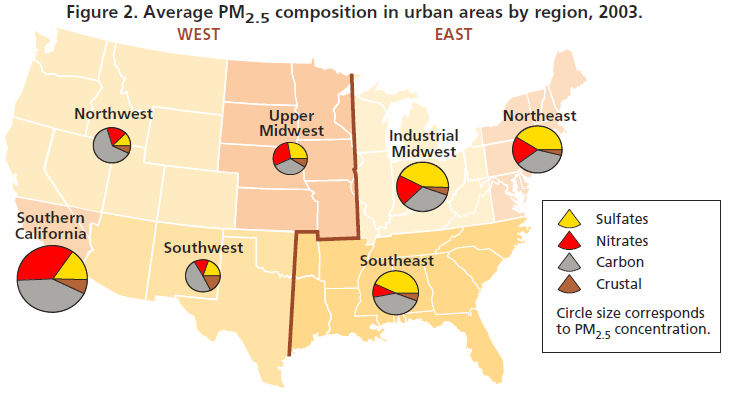 Figure 2. Average PM2.5 composition in urban areas by region, 2003.
WEST
EAST
Northwest
Upper
Midwest
Industrial
Midwest
Northeast
Southern
California
Southwest
Southeast
Sulfates
Nitrates
Carbon
Crustal
Circle size corresponds
to PM2.5 concentration.